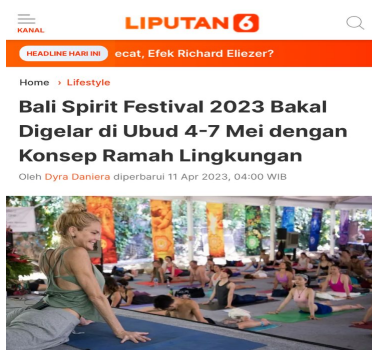 KANAL
LIPUTAN 6
HEADLINE HARI INI ecat, Efek Richard Eliezer?
Home › Lifestyle
Bali Spirit Festival 2023 Bakal
Digelar di Ubud 4-7 Mei dengan
Konsep Ramah Lingkungan
Oleh Dyra Daniera diperbarui 11 Apr 2023, 04:00 WIB